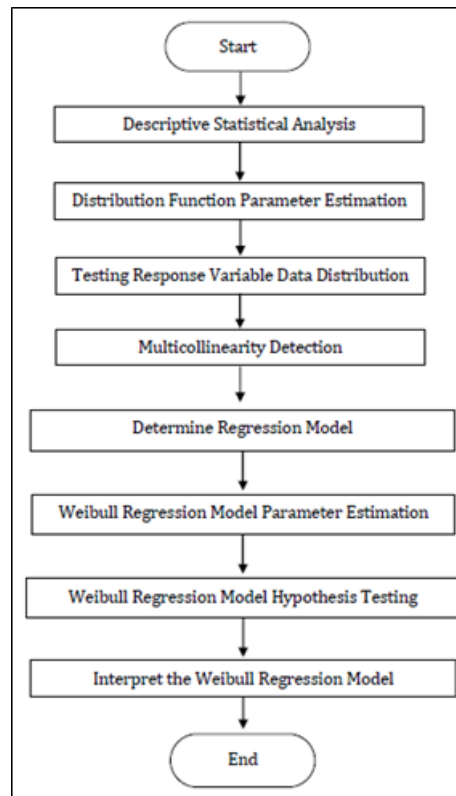 Start
Descriptive Statistical Analysis
Distribution Function Parameter Estimation
Testing Response Variable Data Distribution
Multicollinearity Detection
Determine Regression Model
Weibull Regression Model Parameter Estimation
Weibull Regression Model Hypothesis Testing
Interpret the Weibull Regression Model
End